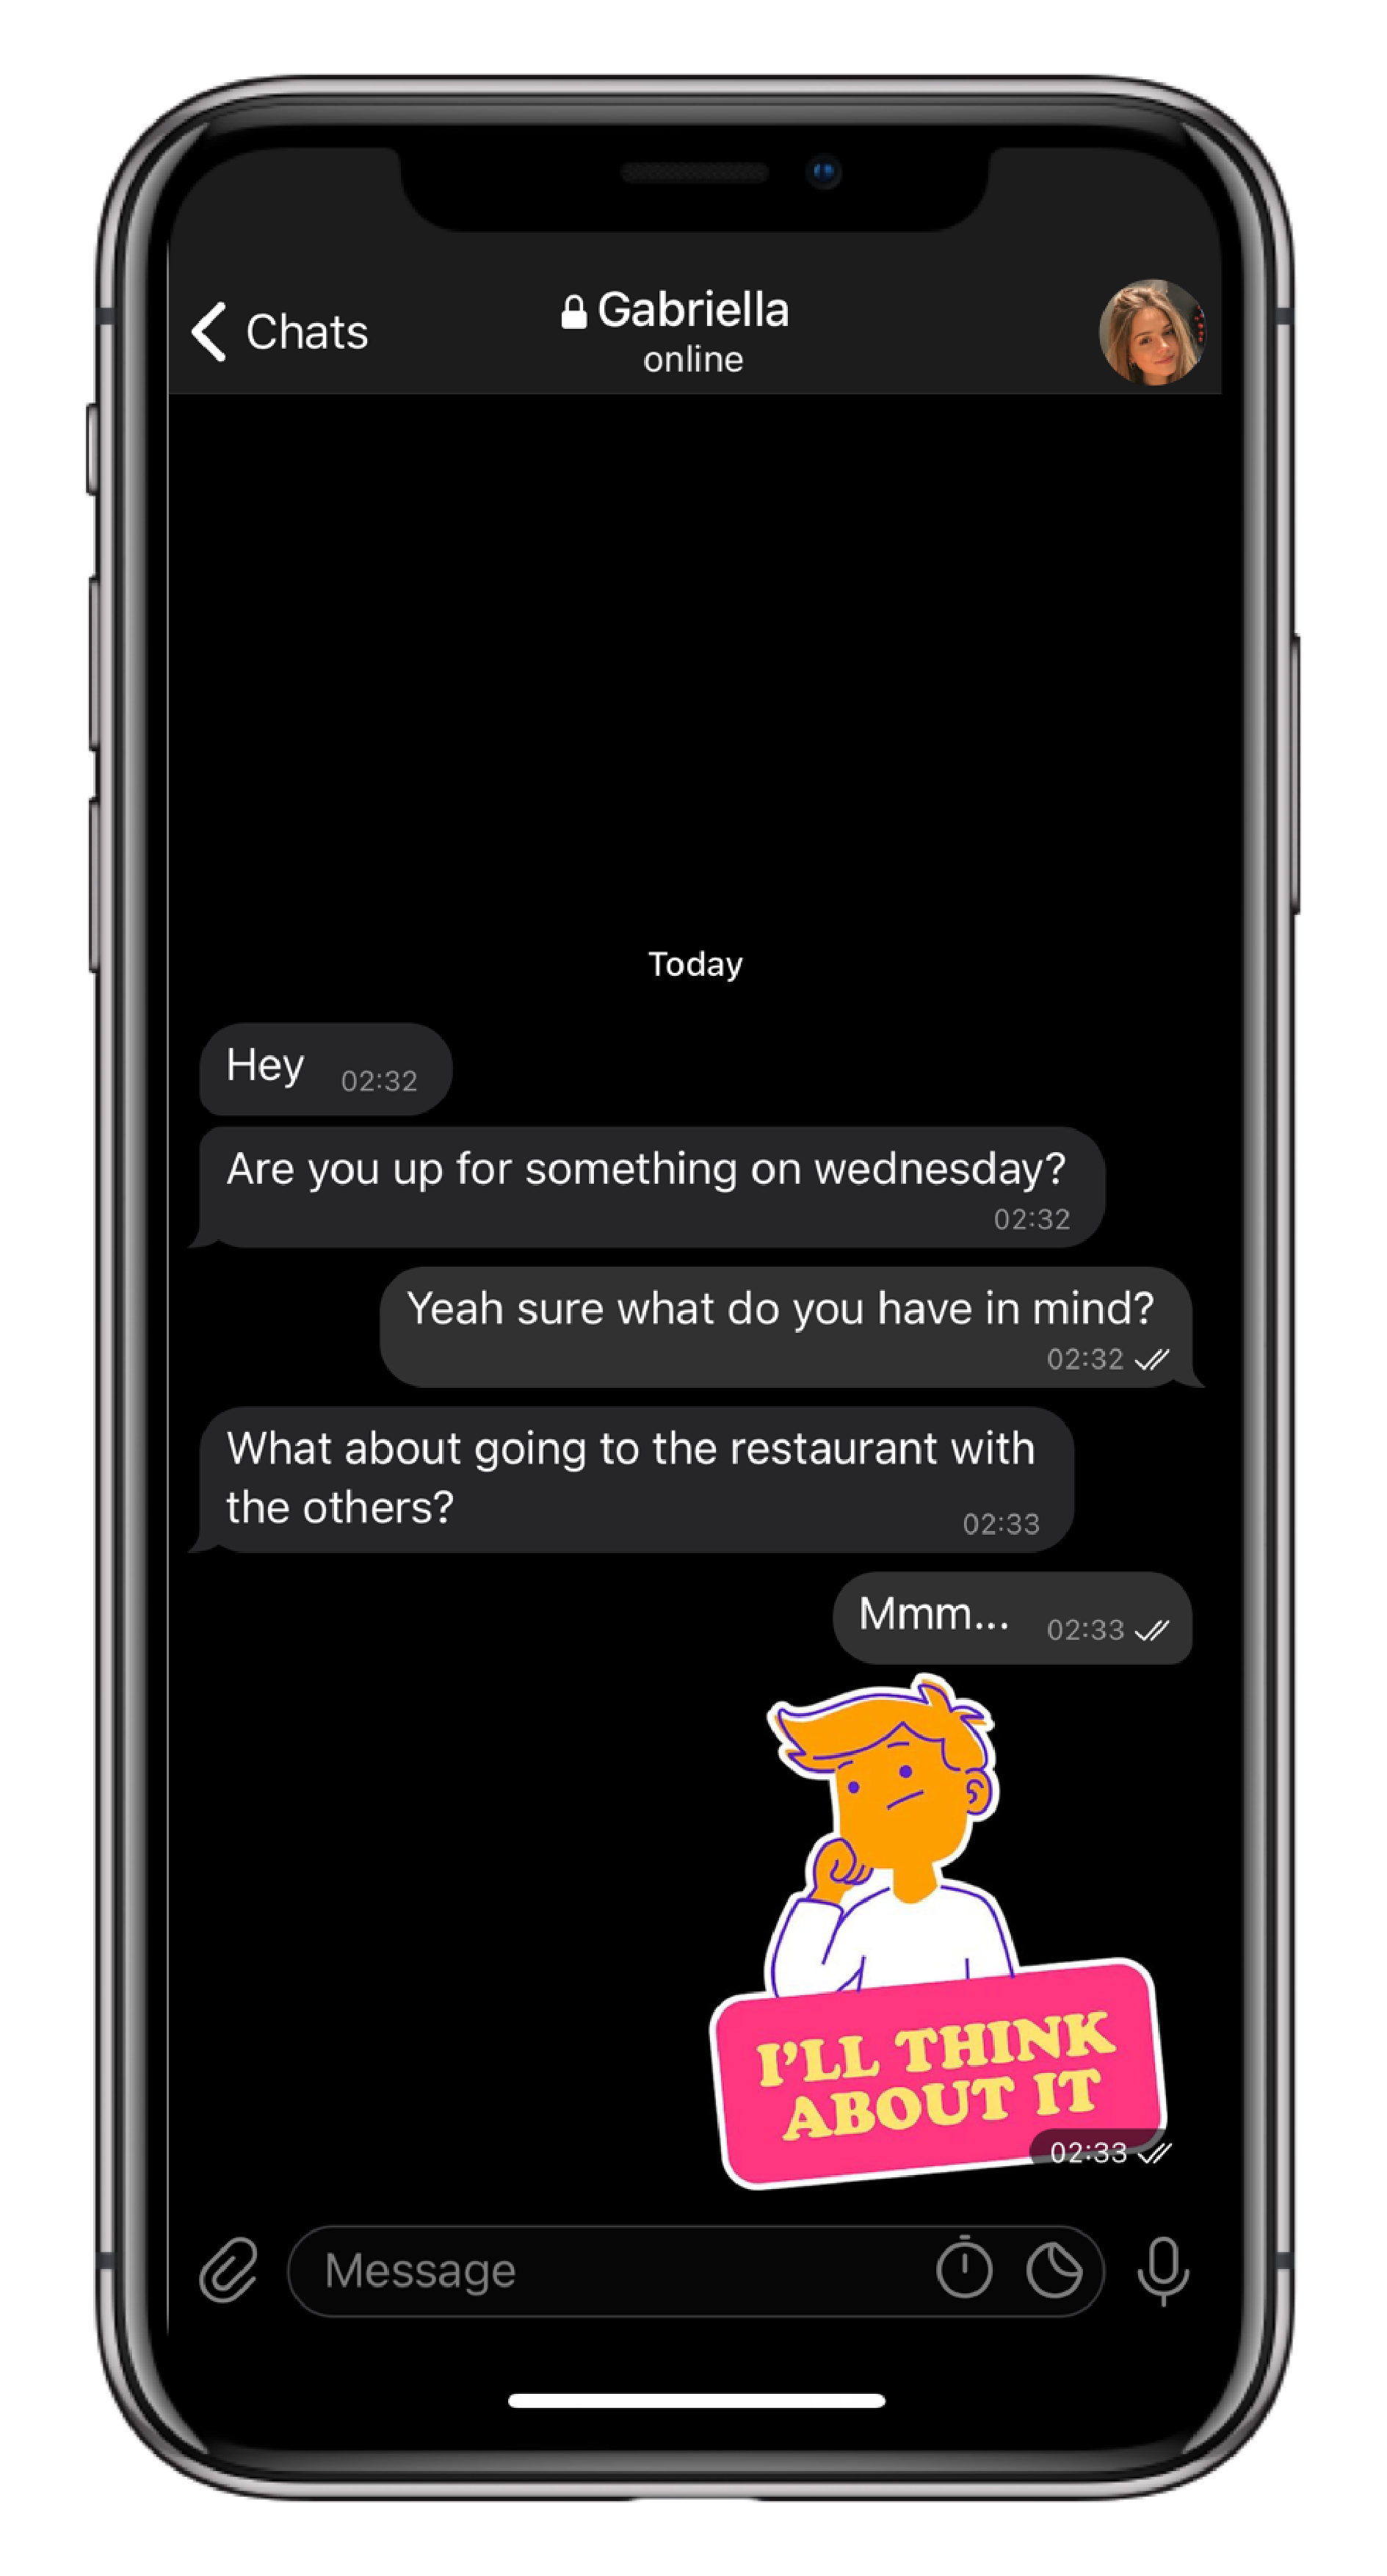 Chats
Gabriella
online
Today
Hey 02:32
Are you up for something on wednesday?
02:32
Yeah sure what do you have in mind?
02:32
What about going to the restaurant with
the others?
02:33
Mmm... 02:33
I'LL THINK
ABOUT IT
02:33
Message